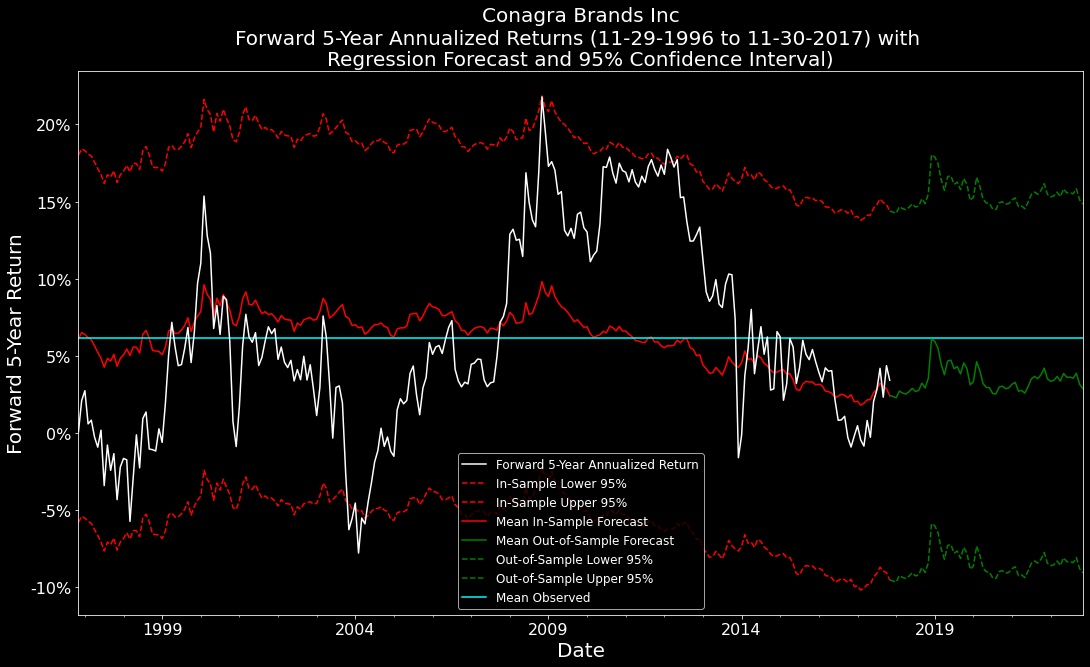 Conagra Brands Inc
Forward 5-Year Annualized Returns (11-29-1996 to 11-30-2017) with
Regression Forecast and 95% Confidence Interval)
Forward 5-Year Return
20%
15%
10%
5%
0%
-5%
-10%
Forward 5-Year Annualized Return
In-Sample Lower 95%
In-Sample Upper 95%
Mean In-Sample Forecast
Mean Out-of-Sample Forecast
Out-of-Sample Lower 95%
Out-of-Sample Upper 95%
Mean Observed
1999 2004 2009 2014 2019
Date